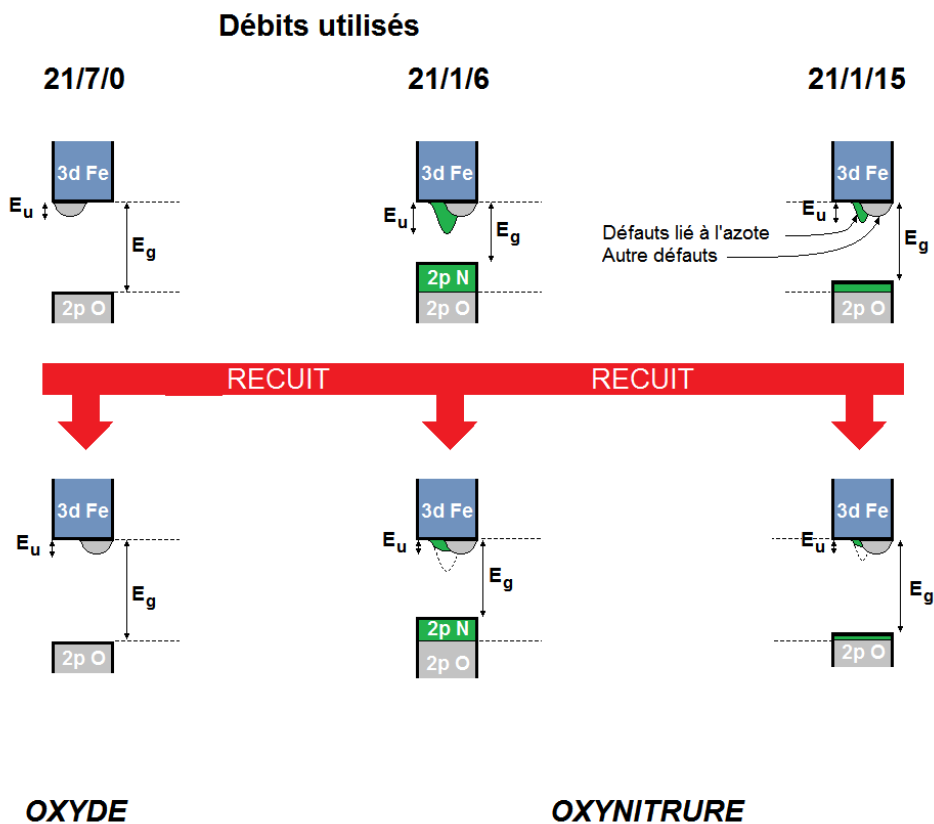 Débits utilisés
21/7/0
21/1/6
21/1/15
3d Fe
3d Fe
3d Fe
Eu
Eg
Eu
Eg
Eu
Eg
Défauts lié à l'azote
Autre défauts
2p N
2p O
2p O
2p O
RECUIT
RECUIT
3d Fe
3d Fe
3d Fe
Eu
Eg
Eu
Eg
Eu
Eg
2p N
2p O
2p O
2p O
OXYDE
OXYNITRURE